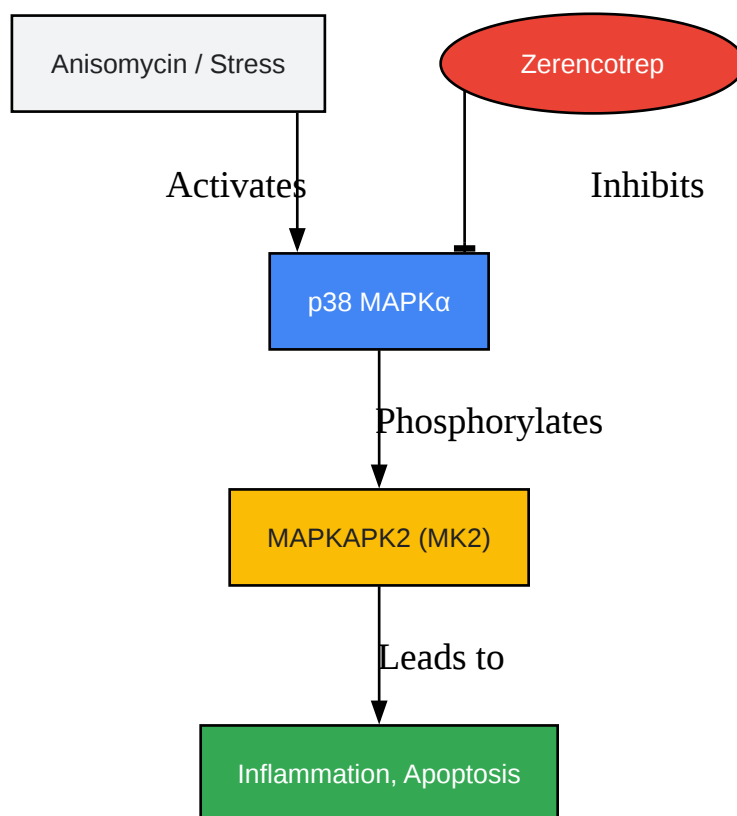 Anisomycin / Stress
Zerencotrep
Activates
Inhibits
p38 MAPKα
Phosphorylates
MAPKAPK2 (MK2)
Leads to
Inflammation, Apoptosis